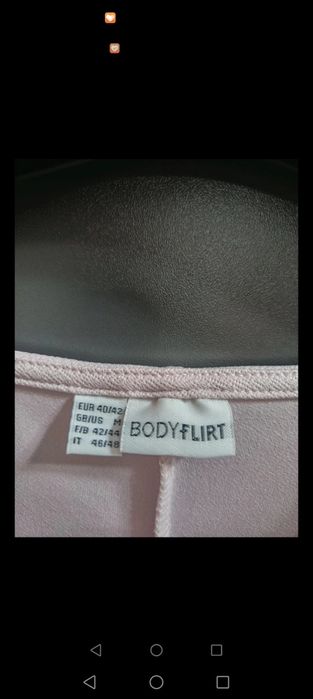 EUR 40/42
GB/US M
F/B 42/44
IT 46/48
BODYFLIRT